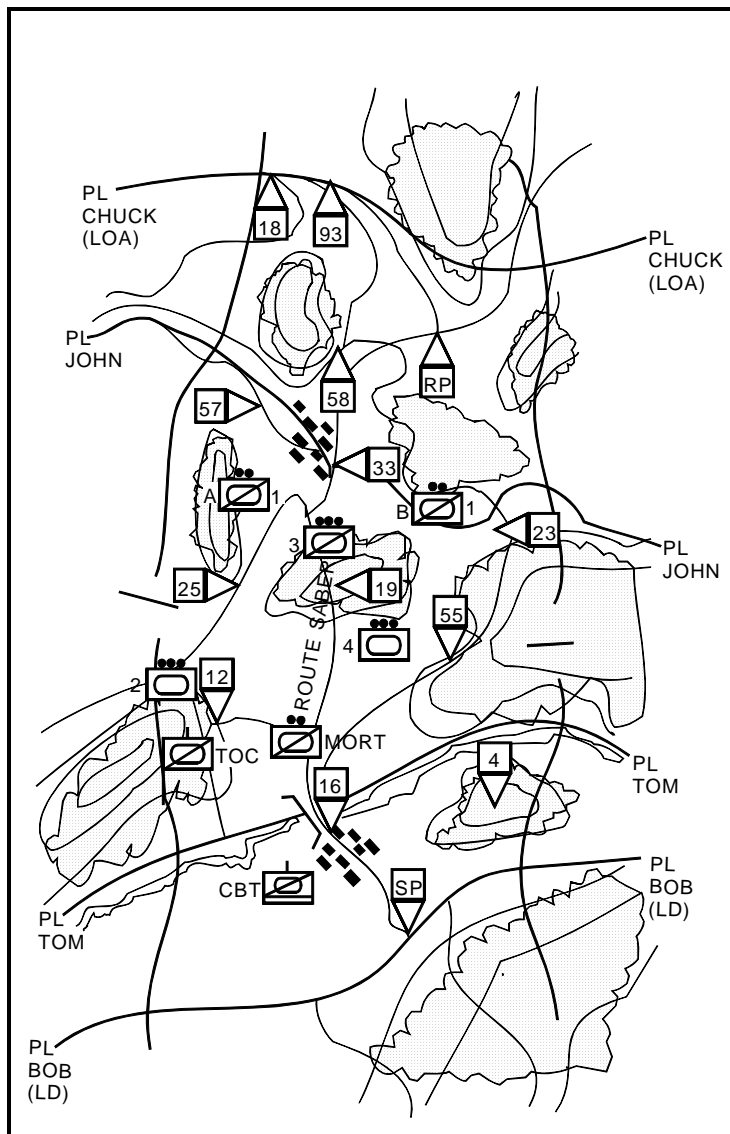 PL
CHUCK
(LOA)
18
93
PL
CHUCK
(LOA)
PL
JOHN
58
RP
57
33
A
1
B
1
23
3
PL
JOHN
25
19
55
4
ROUTE SABER
2
12
TOC
MORT
16
4
PL
TOM
CBT
SP
PL
BOB
(LD)
PL
TOM
PL
BOB
(LD)